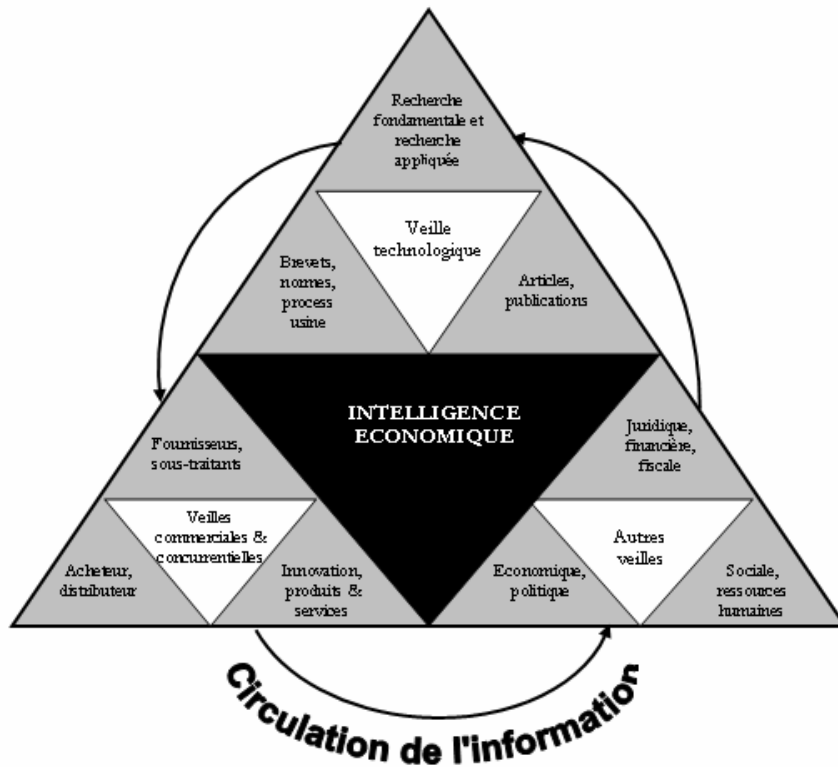 Recherche
fondamentale et
recherche
appliquée
Veille
technologique
Brevets,
normes,
process
usine
Articles,
publications
INTELLIGENCE
ECONOMIQUE
Fournisseurs,
sous-traitants
Juridique,
financière,
fiscale
Veilles
commerciales &
concurrentielles
Autres
veilles
Acheteur,
distributeur
Innovation,
produits &
services
Economique,
politique
Sociale,
ressources
humaines
Circulation de l'information